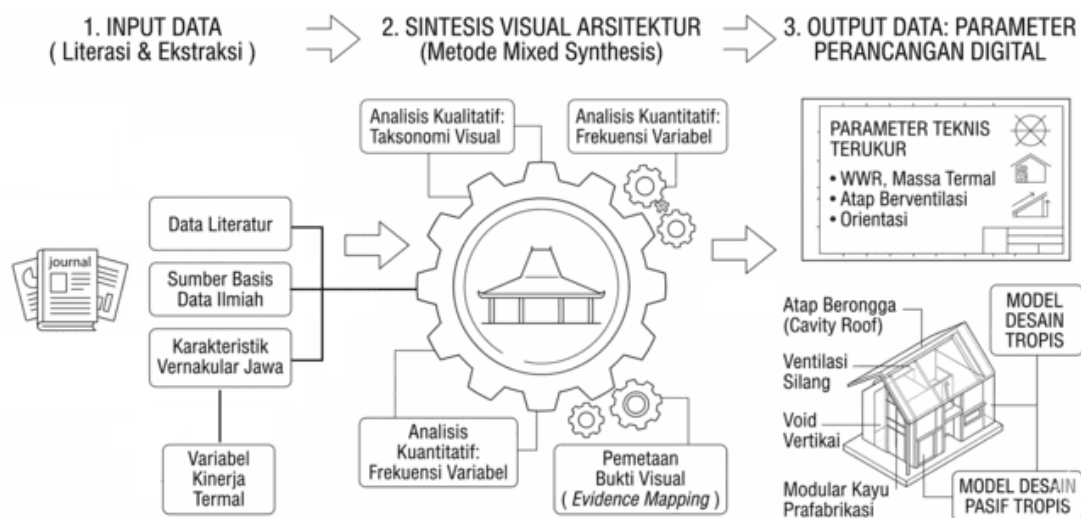 1. INPUT DATA
( Literasi & Ekstraksi )
2. SINTESIS VISUAL ARSITEKTUR
(Metode Mixed Synthesis)
3. OUTPUT DATA: PARAMETER
PERANCANGAN DIGITAL
journal
Data Literatur
Sumber Basis
Data Ilmiah
Karakteristik
Vernakular Jawa
Variabel
Kinerja
Termal
Analisis Kualitatif:
Taksonomi Visual
Analisis Kuantitatif:
Frekuensi Variabel
Analisis
Kuantitatif:
Frekuensi Variabel
Pemetaan
Bukti Visual
( Evidence Mapping )
PARAMETER TEKNIS
TERUKUR
• WWR, Massa Termal
• Atap Berventilasi
• Orientasi
Atap Berongga
(Cavity Roof)
Ventilasi
Silang
Void
Vertikai
Modular Kayu
Prafabrikasi
MODEL
DESAIN
TROPIS
MODEL DESAIN
PASIF TROPIS